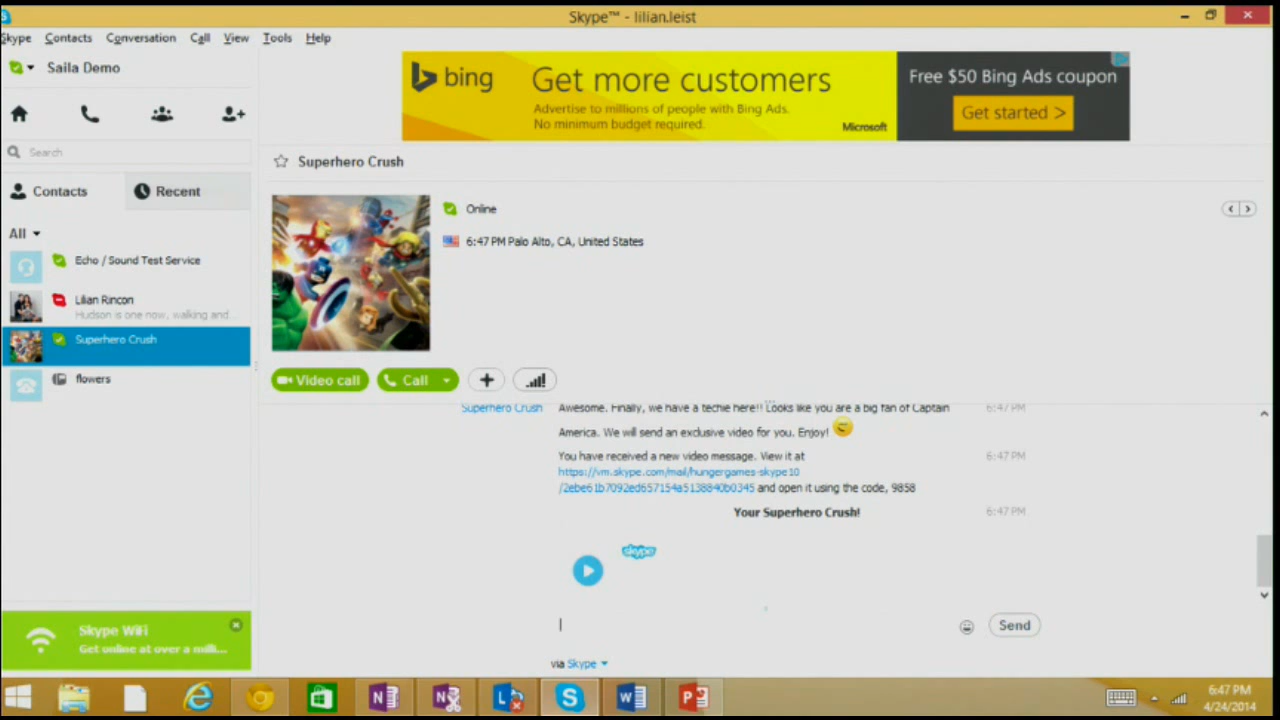 Skype™ - lilian.leist
Skype Contacts Conversation Call View Tools Help
Saila Demo
Search
Contacts Recent
All
Echo / Sound Test Service
Lilian Rincon
Hudson is one now, walking and...
Superhero Crush
flowers
Skype WiFi
Get online at over a milli...
bing
Get more customers
Advertise to millions of people with Bing Ads.
No minimum budget required.
Microsoft
Free $50 Bing Ads coupon
Get started >
Superhero Crush
Online
6:47 PM Palo Alto, CA, United States
Video call Call
Superhero Crush Awesome. Finally, we have a techie here!! Looks like you are a big fan of Captain 6:47 PM
America. We will send an exclusive video for you. Enjoy!
You have received a new video message. View it at 6:47 PM
https://vm.skype.com/mail/hungergames-skype10
/2ebe61b7092ed657154a5138840b0345 and open it using the code, 9858
Your Superhero Crush! 6:47 PM
skype
Send
via Skype
6:47 PM
4/24/2014